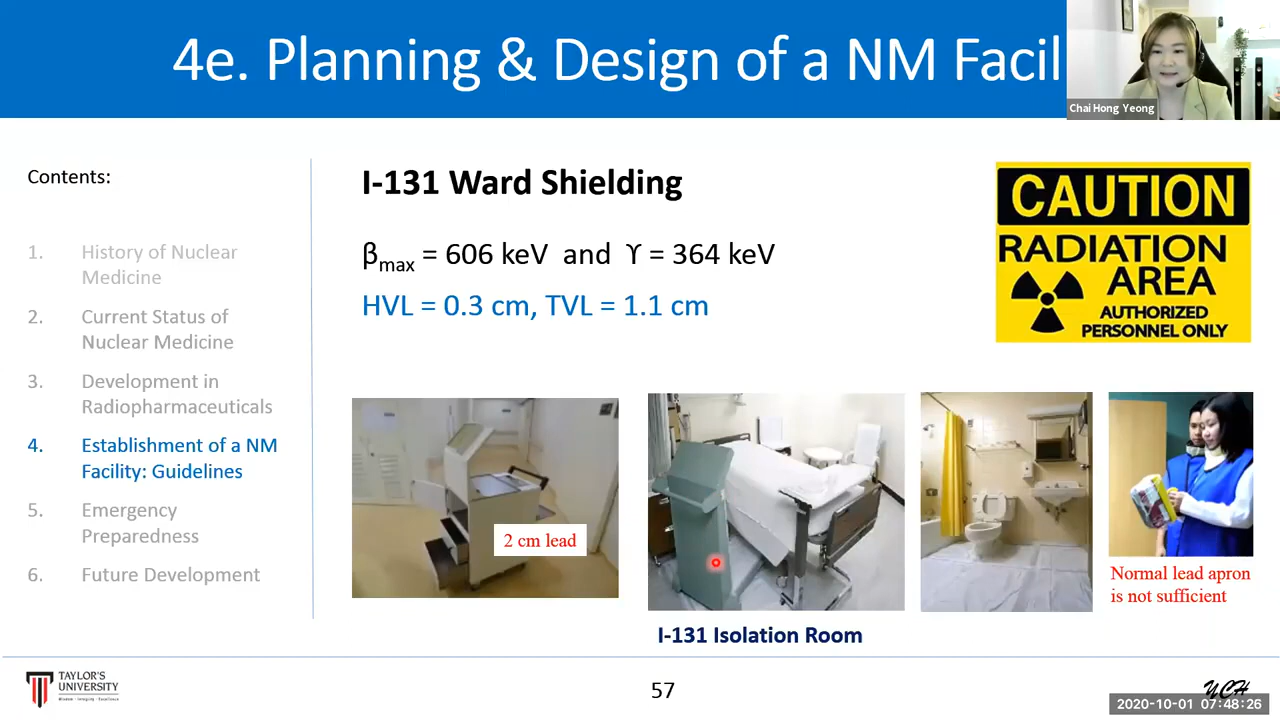 4e. Planning & Design of a NM Facil
Chai Hong Yeong
Contents:
1. History of Nuclear
Medicine
2. Current Status of
Nuclear Medicine
3. Development in
Radiopharmaceuticals
4. Establishment of a NM
Facility: Guidelines
5. Emergency
Preparedness
6. Future Development
I-131 Ward Shielding
βmax = 606 keV and ϒ = 364 keV
HVL = 0.3 cm, TVL = 1.1 cm
CAUTION
RADIATION
AREA
AUTHORIZED
PERSONNEL ONLY
2 cm lead
Normal lead apron
is not sufficient
I-131 Isolation Room
TAYLOR'S
UNIVERSITY
57
YCH
2020-10-01 07:48:26